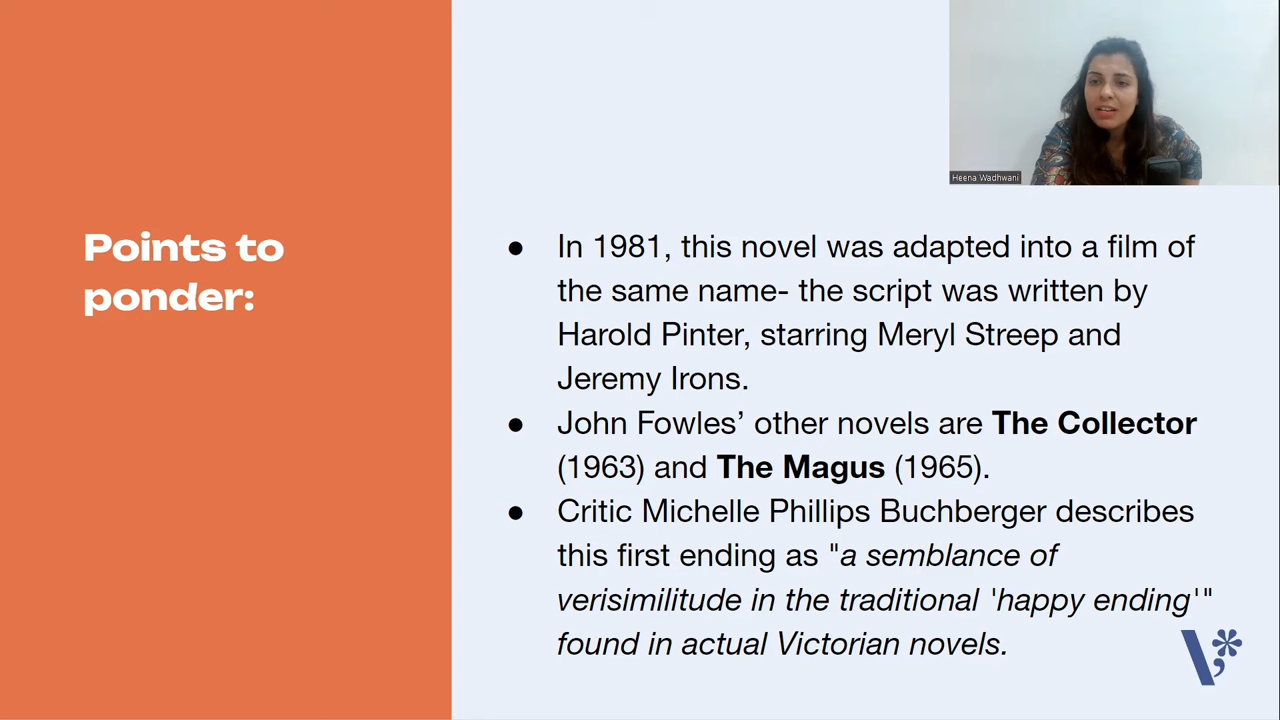 Heena Wadhwani
Points to
ponder:
● In 1981, this novel was adapted into a film of
the same name- the script was written by
Harold Pinter, starring Meryl Streep and
Jeremy Irons.
● John Fowles’ other novels are The Collector
(1963) and The Magus (1965).
● Critic Michelle Phillips Buchberger describes
this first ending as "a semblance of
verisimilitude in the traditional 'happy ending'"
found in actual Victorian novels.